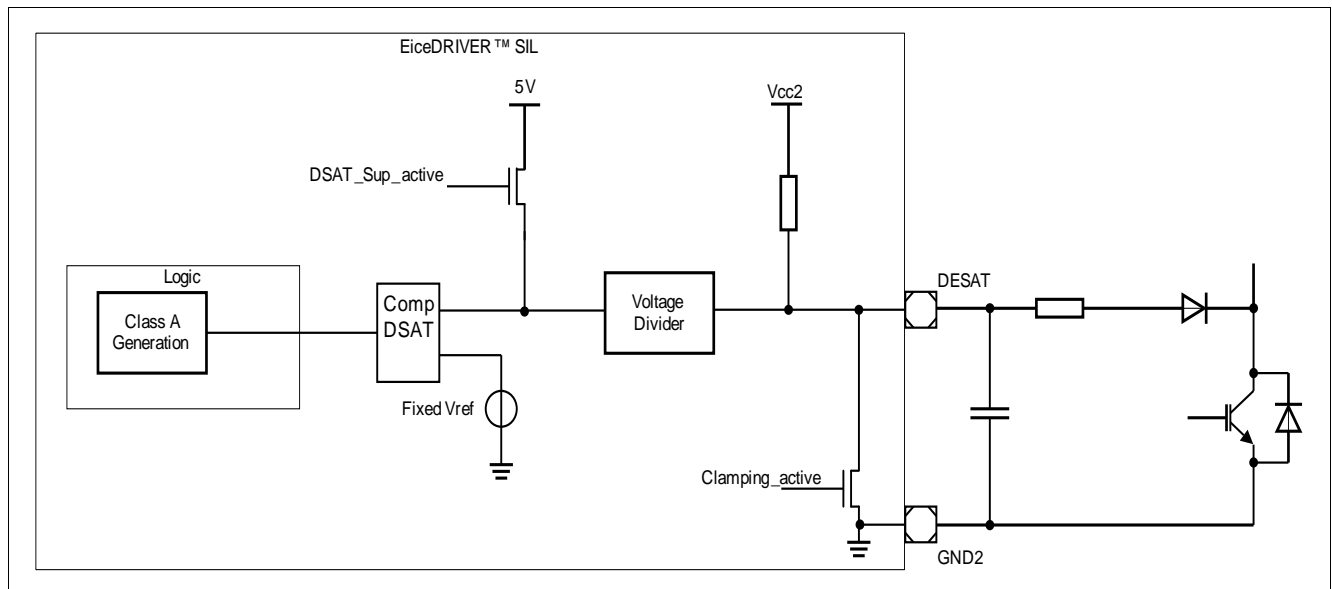 EiceDRIVER™ SIL
5V
Vcc2
DSAT_Sup_active
Logic
Class A
Generation
Comp
DSAT
Voltage
Divider
DESAT
Fixed Vref
Clamping_active
GND2